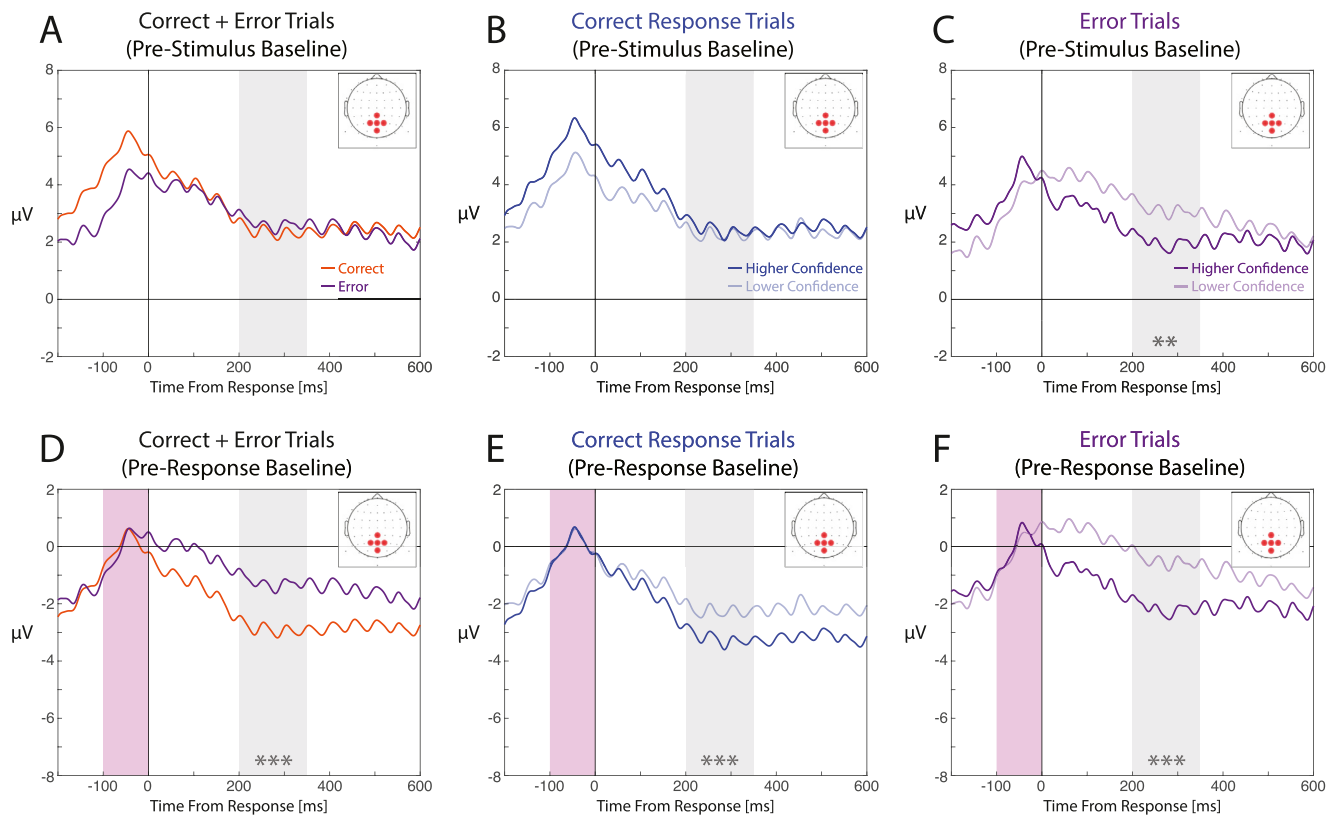 A
Correct + Error Trials
(Pre-Stimulus Baseline)
8
6
4
μV
2
0
-2
Correct
Error
-100 0 200 400 600
Time From Response [ms]
B
Correct Response Trials
(Pre-Stimulus Baseline)
8
6
4
μV
2
0
-2
Higher Confidence
Lower Confidence
-100 0 200 400 600
Time From Response [ms]
C
Error Trials
(Pre-Stimulus Baseline)
8
6
4
μV
2
0
-2
Higher Confidence
Lower Confidence
**
-100 0 200 400 600
Time From Response [ms]
D
Correct + Error Trials
(Pre-Response Baseline)
2
0
-2
μV
-4
-6
-8
***
-100 0 200 400 600
Time From Response [ms]
E
Correct Response Trials
(Pre-Response Baseline)
2
0
-2
μV
-4
-6
-8
***
-100 0 200 400 600
Time From Response [ms]
F
Error Trials
(Pre-Response Baseline)
2
0
-2
μV
-4
-6
-8
***
-100 0 200 400 600
Time From Response [ms]